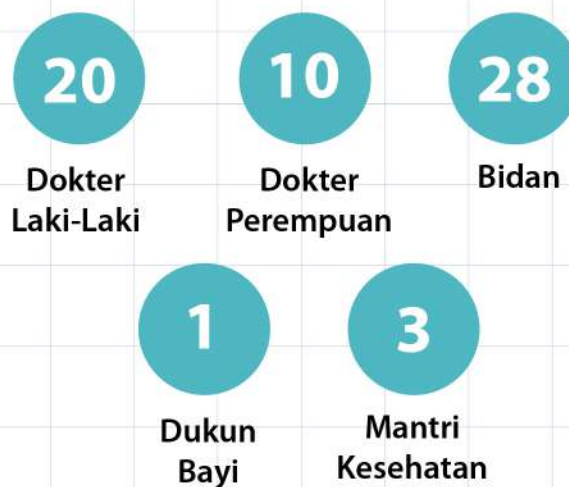 20
Dokter
Laki-Laki
10
Dokter
Perempuan
28
Bidan
1
Dukun
Bayi
3
Mantri
Kesehatan